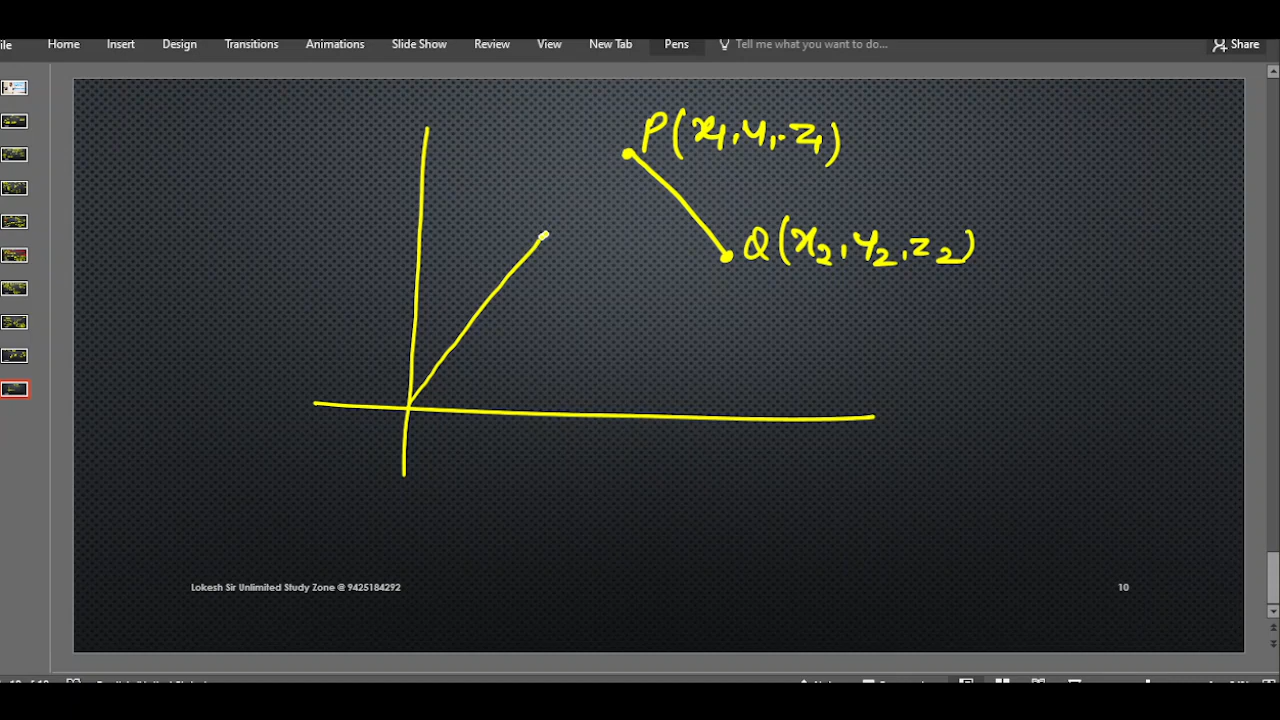 ile Home Insert Design Transitions Animations Slide Show Review View New Tab Pens Tell me what you want to do... Share
P(x1, y1, z1)
Q(x2, y2, z2)
Lokesh Sir Unlimited Study Zone @ 9425184292
10